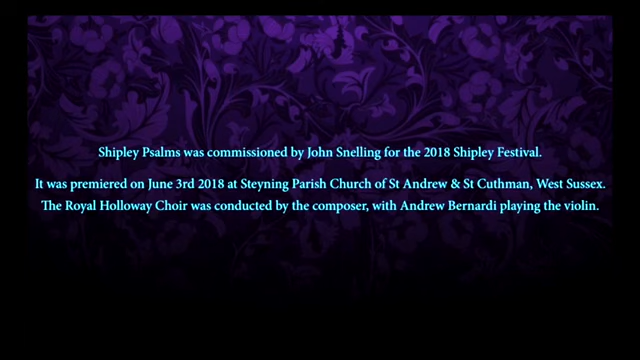 Shipley Psalms was commissioned by John Snelling for the 2018 Shipley Festival.
It was premiered on June 3rd 2018 at Steyning Parish Church of St Andrew & St Cuthman, West Sussex.
The Royal Holloway Choir was conducted by the composer, with Andrew Bernardi playing the violin.